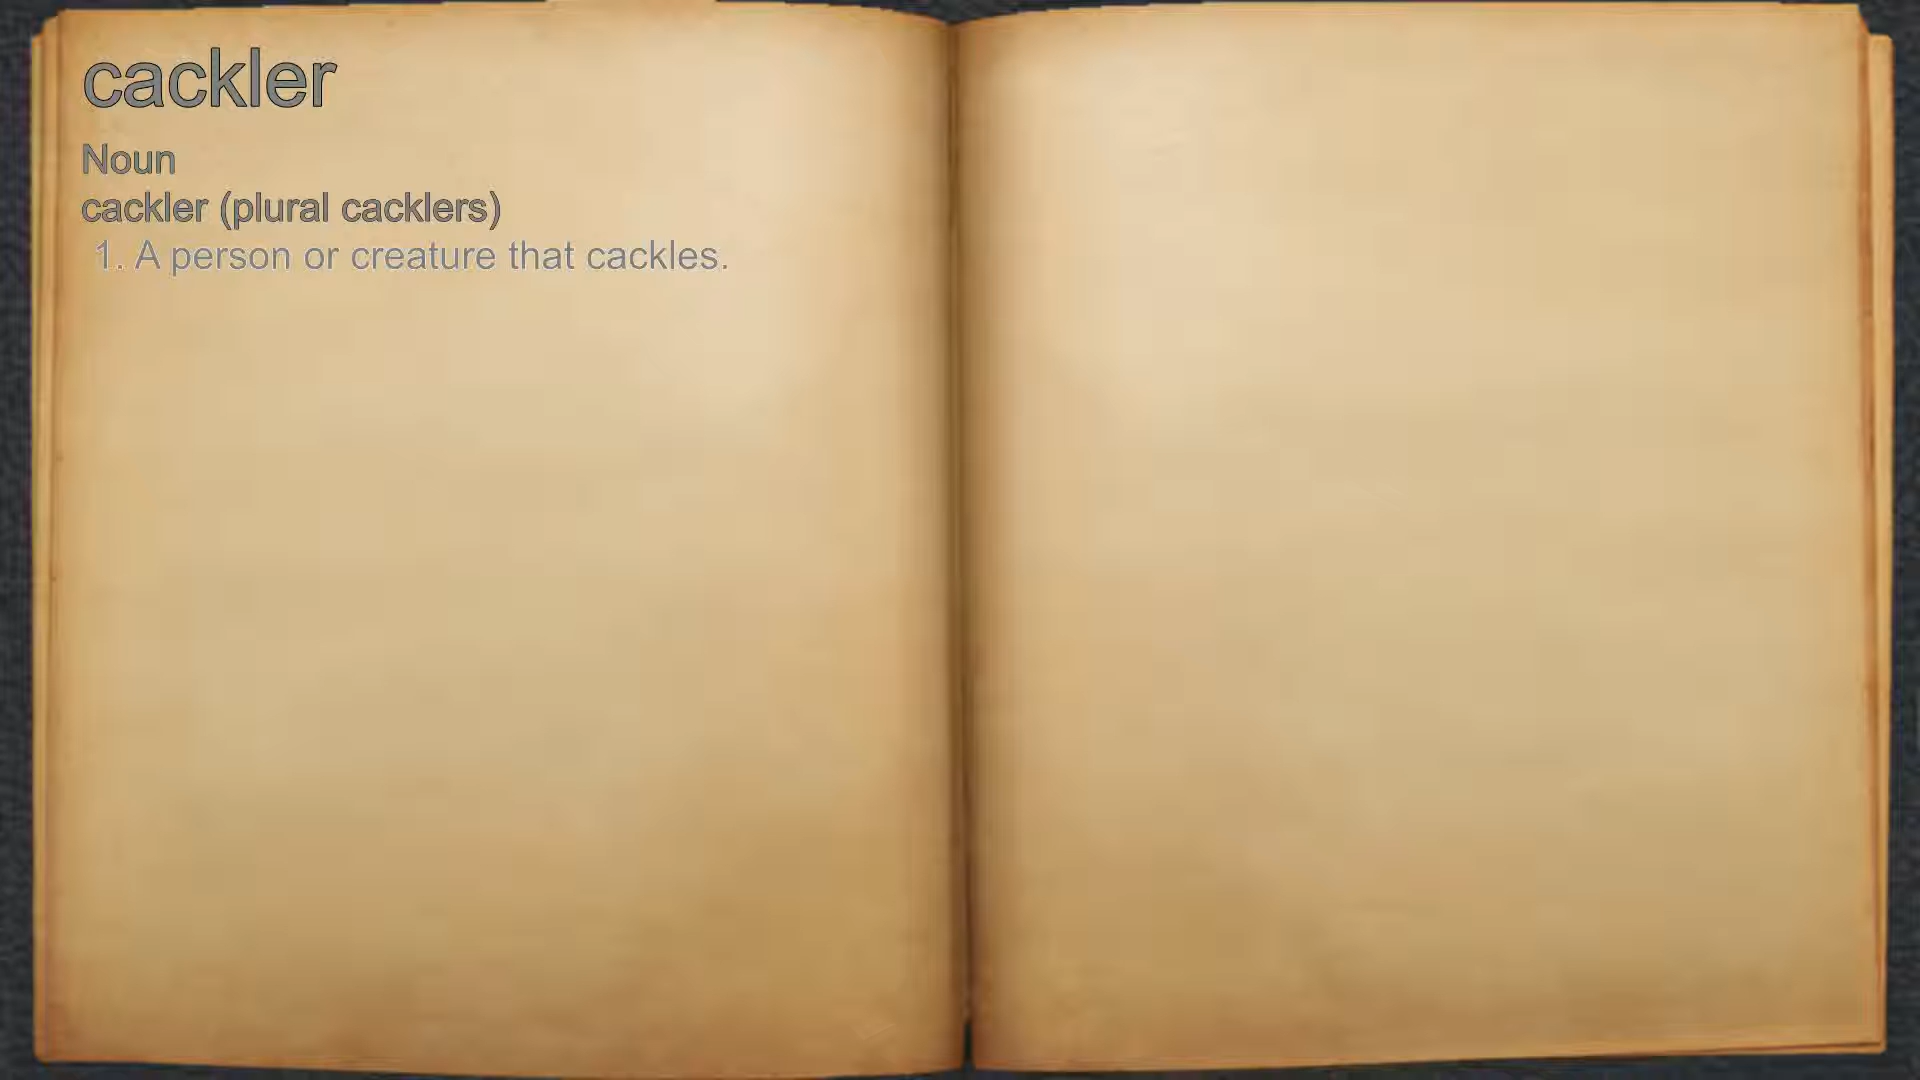 cackler
Noun
cackler (plural cacklers)
1. A person or creature that cackles.